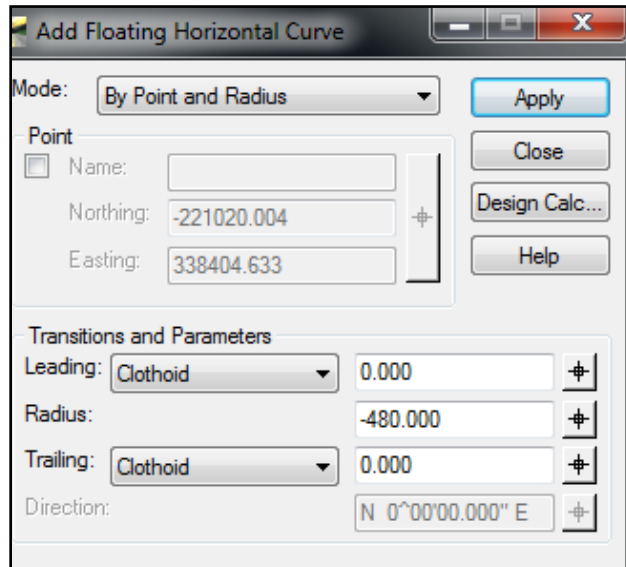 Add Floating Horizontal Curve
Mode: By Point and Radius Apply
Point
Name: Close
Northing: -221020.004 Design Calc...
Easting: 338404.633 Help
Transitions and Parameters
Leading: Clothoid 0.000
Radius: -480.000
Trailing: Clothoid 0.000
Direction: N 0^00'00.000" E